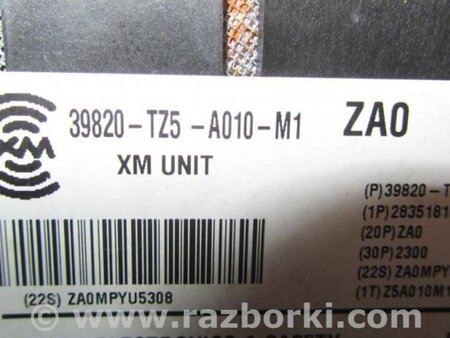 XM
39820-TZ5 -A010-M1 ZA0
XM UNIT
(P)39820-T
(1P)2835181
(20P)ZA0
(30P)2300
(22S) ZA0MPY
(1T) Z5A010M1
(22S) ZA0MPYU5308
© www.razborki.com